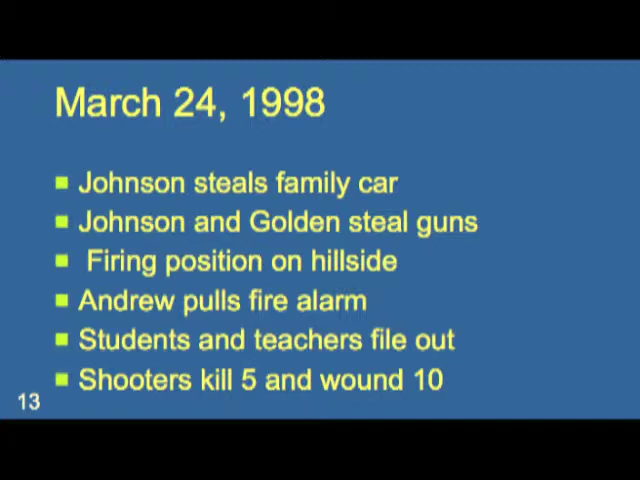 March 24, 1998
Johnson steals family car
Johnson and Golden steal guns
Firing position on hillside
Andrew pulls fire alarm
Students and teachers file out
Shooters kill 5 and wound 10
13